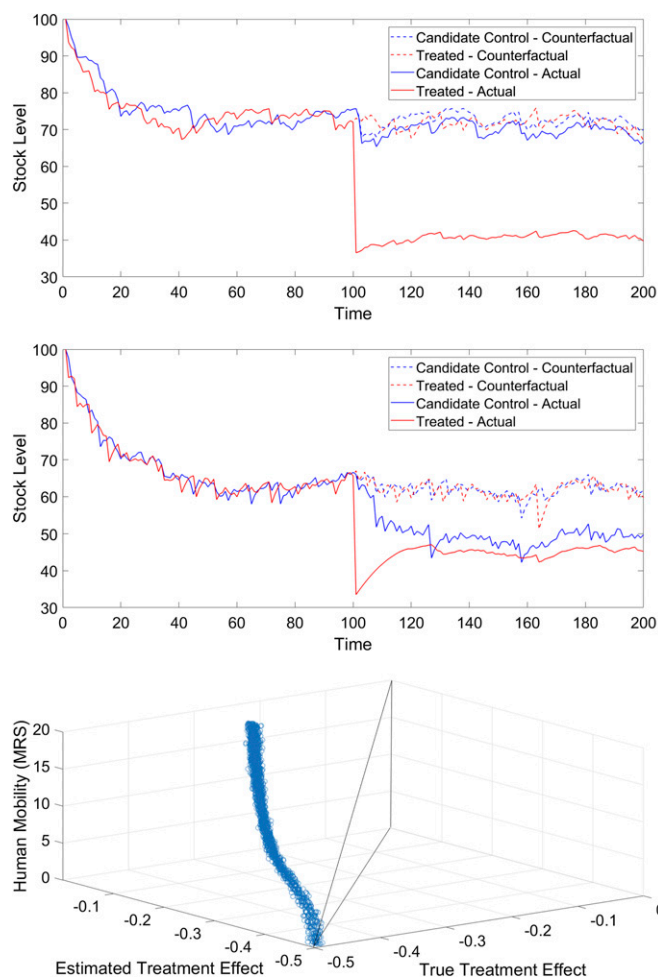 100
90
80
70
60
50
40
30
Stock Level
Candidate Control - Counterfactual
Treated - Counterfactual
Candidate Control - Actual
Treated - Actual
0 20 40 60 80 100 120 140 160 180 200
Time
100
90
80
70
60
50
40
30
Stock Level
Candidate Control - Counterfactual
Treated - Counterfactual
Candidate Control - Actual
Treated - Actual
0 20 40 60 80 100 120 140 160 180 200
Time
Human Mobility (MRS)
20
15
10
5
0
-0.1
-0.2
-0.3
-0.4
-0.5
Estimated Treatment Effect
-0.5
-0.4
-0.3
-0.2
-0.1
True Treatment Effect